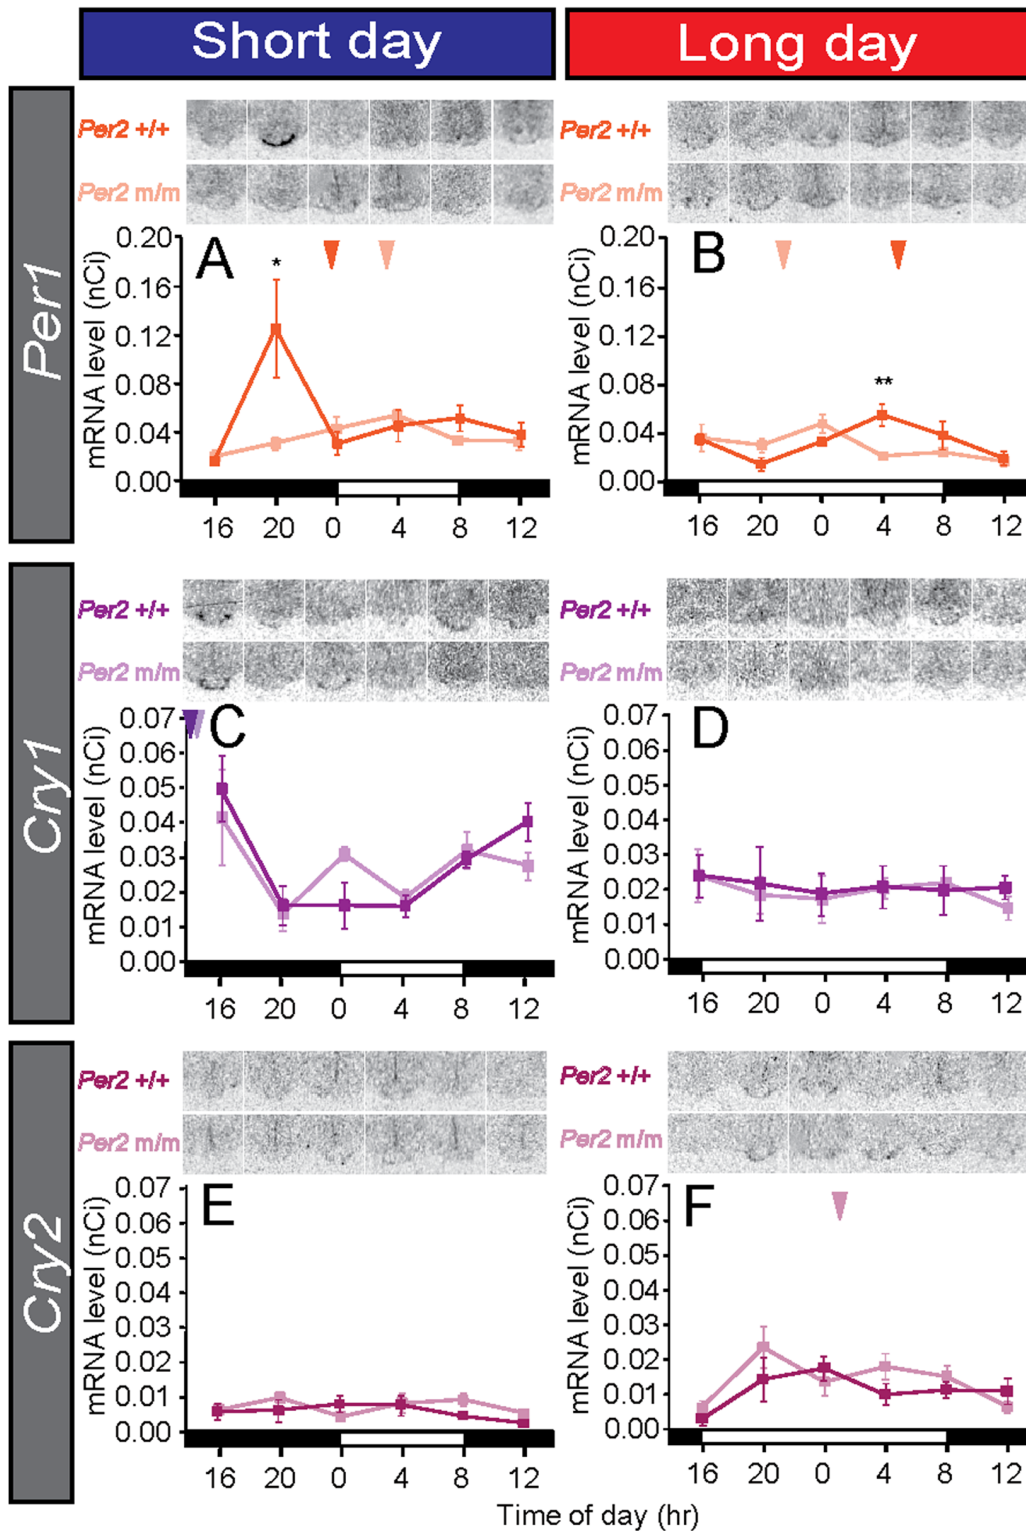 Short day Long day
Per1
Per2 +/+ Per2 +/+
Per2 m/m Per2 m/m
A B
mRNA level (nCi) mRNA level (nCi)
0.20 0.20
0.16 * 0.16
0.12 0.12
0.08 0.08 **
0.04 0.04
0.00 0.00
16 20 0 4 8 12 16 20 0 4 8 12
Cry1
Per2 +/+ Per2 +/+
Per2 m/m Per2 m/m
C D
mRNA level (nCi) mRNA level (nCi)
0.07 0.07
0.06 0.06
0.05 0.05
0.04 0.04
0.03 0.03
0.02 0.02
0.01 0.01
0.00 0.00
16 20 0 4 8 12 16 20 0 4 8 12
Cry2
Per2 +/+ Per2 +/+
Per2 m/m Per2 m/m
E F
mRNA level (nCi) mRNA level (nCi)
0.07 0.07
0.06 0.06
0.05 0.05
0.04 0.04
0.03 0.03
0.02 0.02
0.01 0.01
0.00 0.00
16 20 0 4 8 12 16 20 0 4 8 12
Time of day (hr)